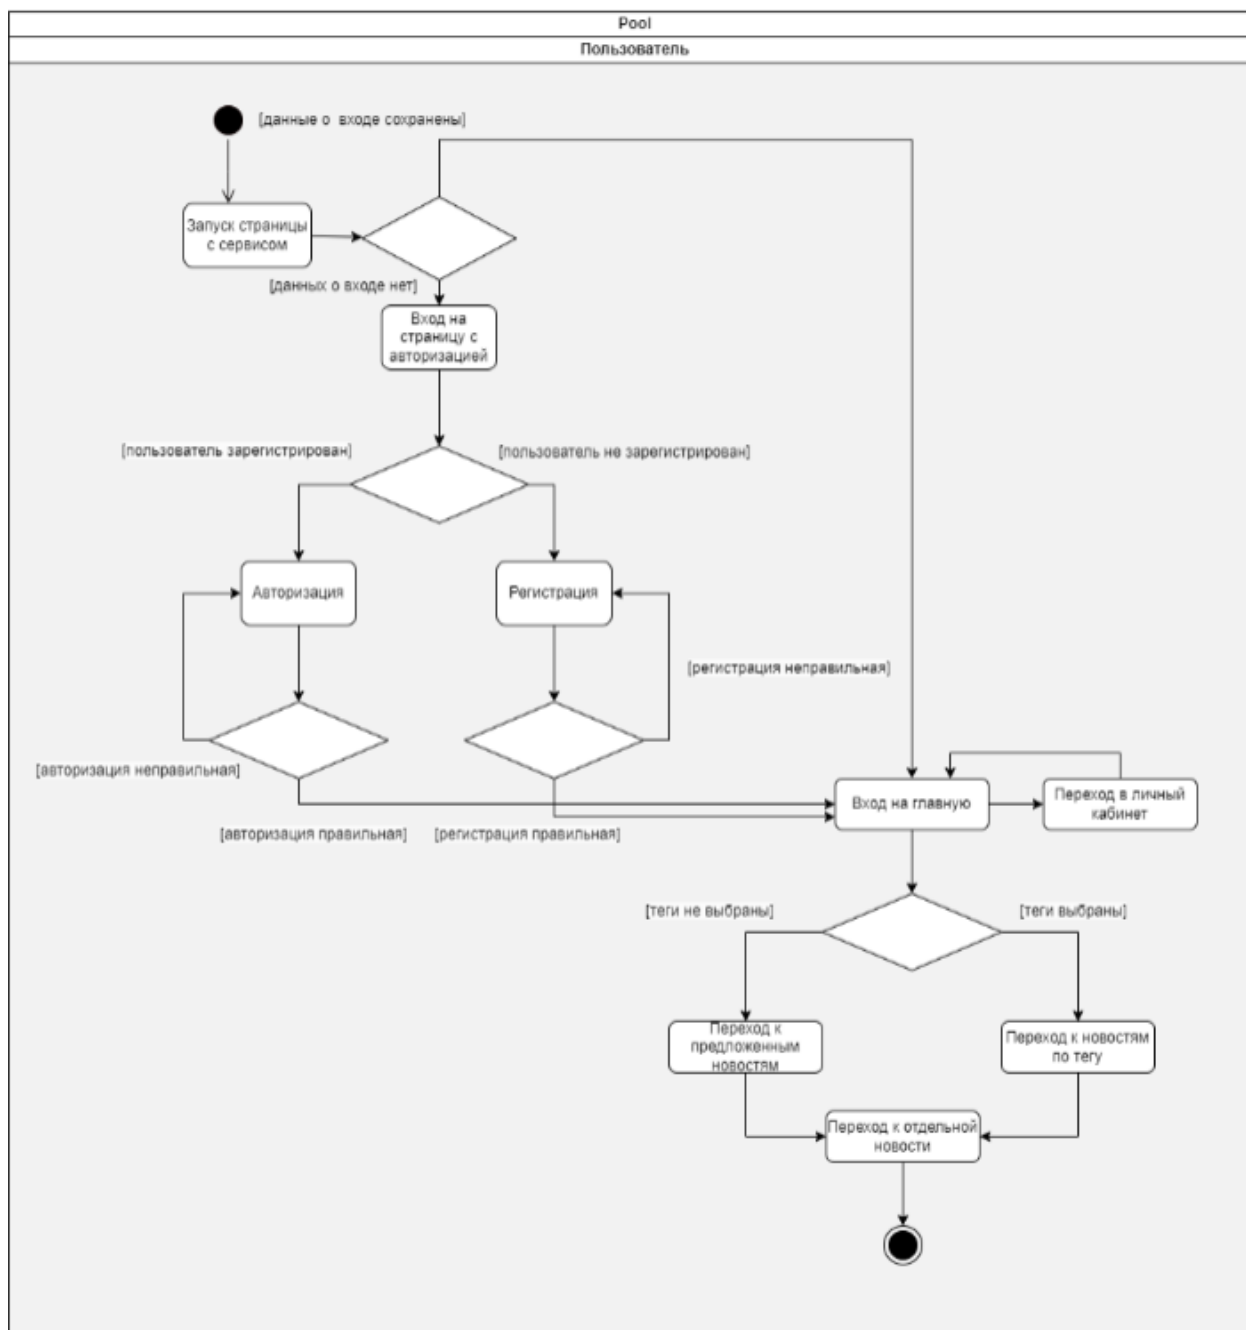 Pool
Пользователь
[данные о входе сохранены]
Запуск страницы
с сервисом
[данных о входе нет]
Вход на
страницу с
авторизацией
[пользователь зарегистрирован]
[пользователь не зарегистрирован]
Авторизация
Регистрация
[регистрация неправильная]
[авторизация неправильная]
Вход на главную
Переход в личный
кабинет
[авторизация правильная]
[регистрация правильная]
[теги не выбраны]
[теги выбраны]
Переход к
предложенным
новостям
Переход к новостям
по тегу
Переход к отдельной
новости